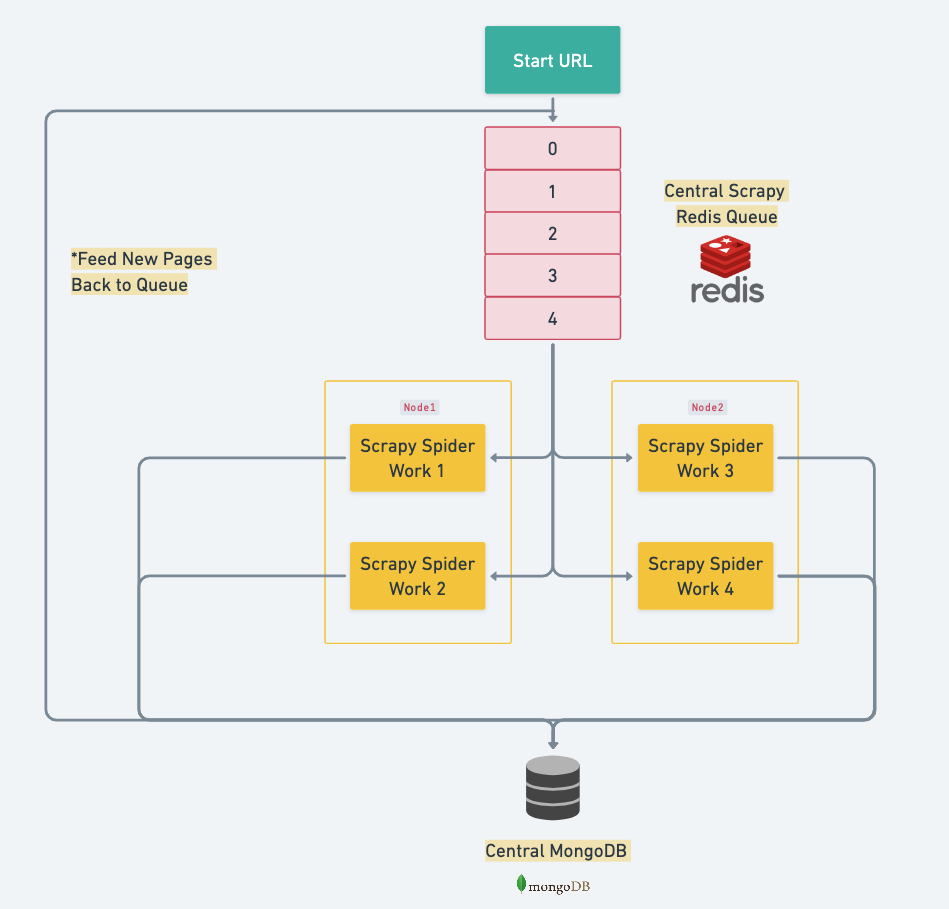 Start URL
0
1
2
3
4
Central Scrapy
Redis Queue
redis
*Feed New Pages
Back to Queue
Node1
Scrapy Spider
Work 1
Scrapy Spider
Work 2
Node2
Scrapy Spider
Work 3
Scrapy Spider
Work 4
Central MongoDB
mongoDB